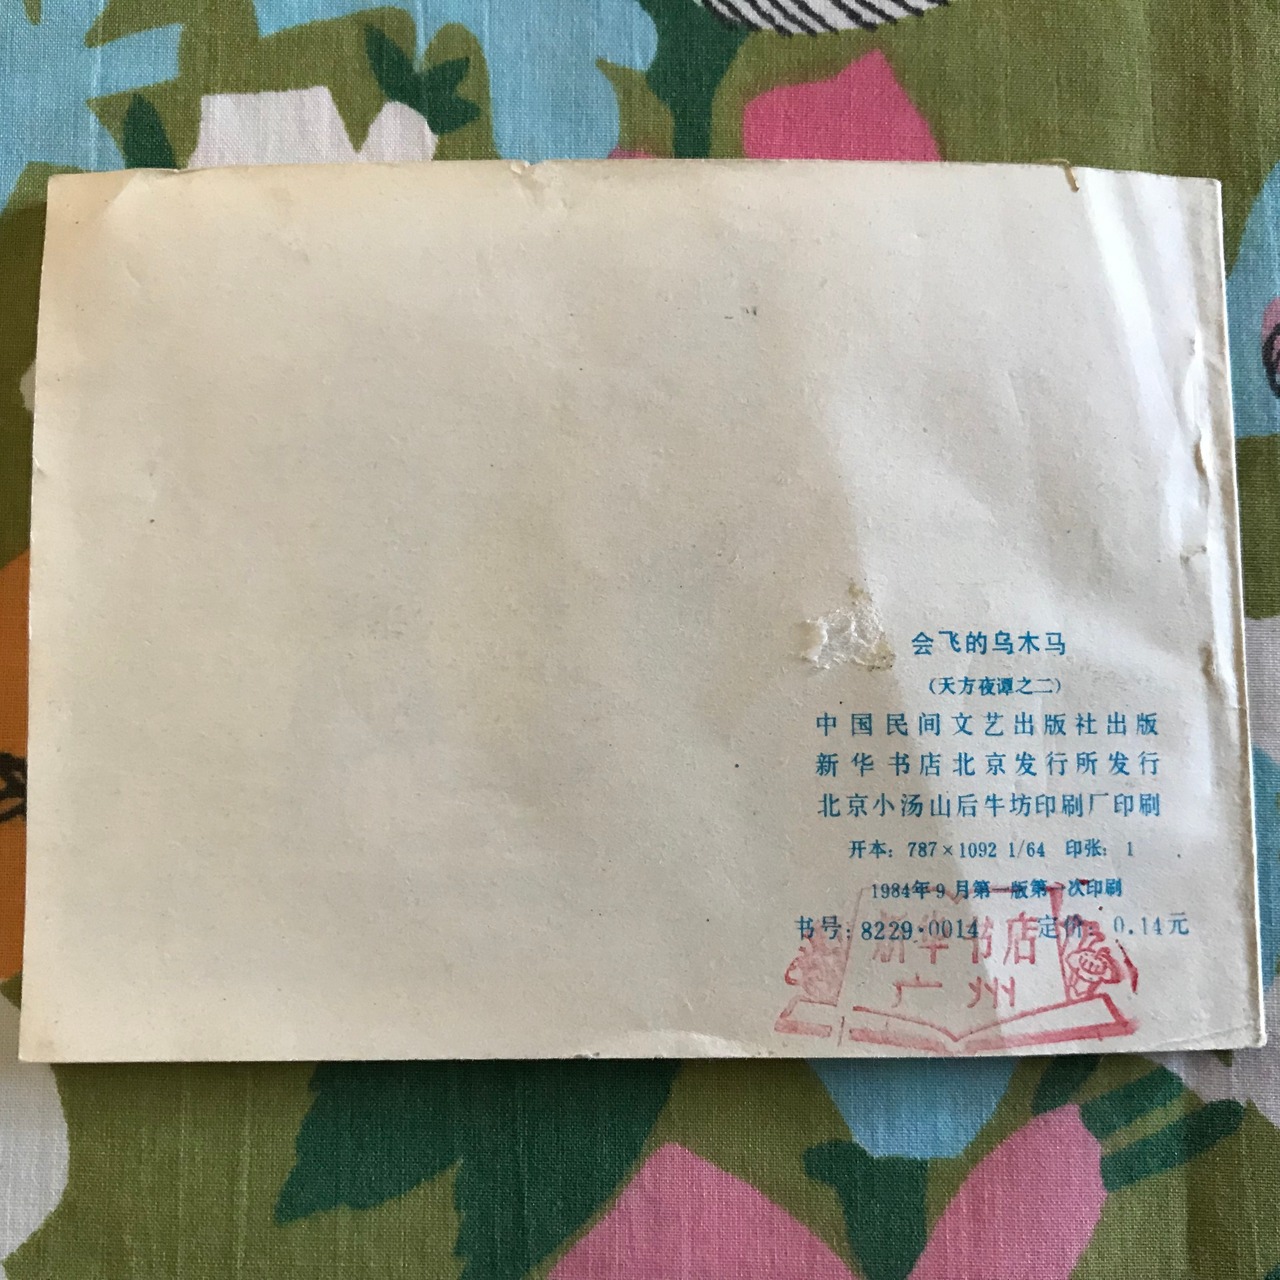 会飞的乌木马
（天方夜谭之二）
中国民间文艺出版社出版
新华书店北京发行所发行
北京小汤山后牛坊印刷厂印刷
开本：787×1092 1/64 印张：1
1984年9月第一版第一次印刷
书号：8229·0014 定价：0.14元
新华书店
广州